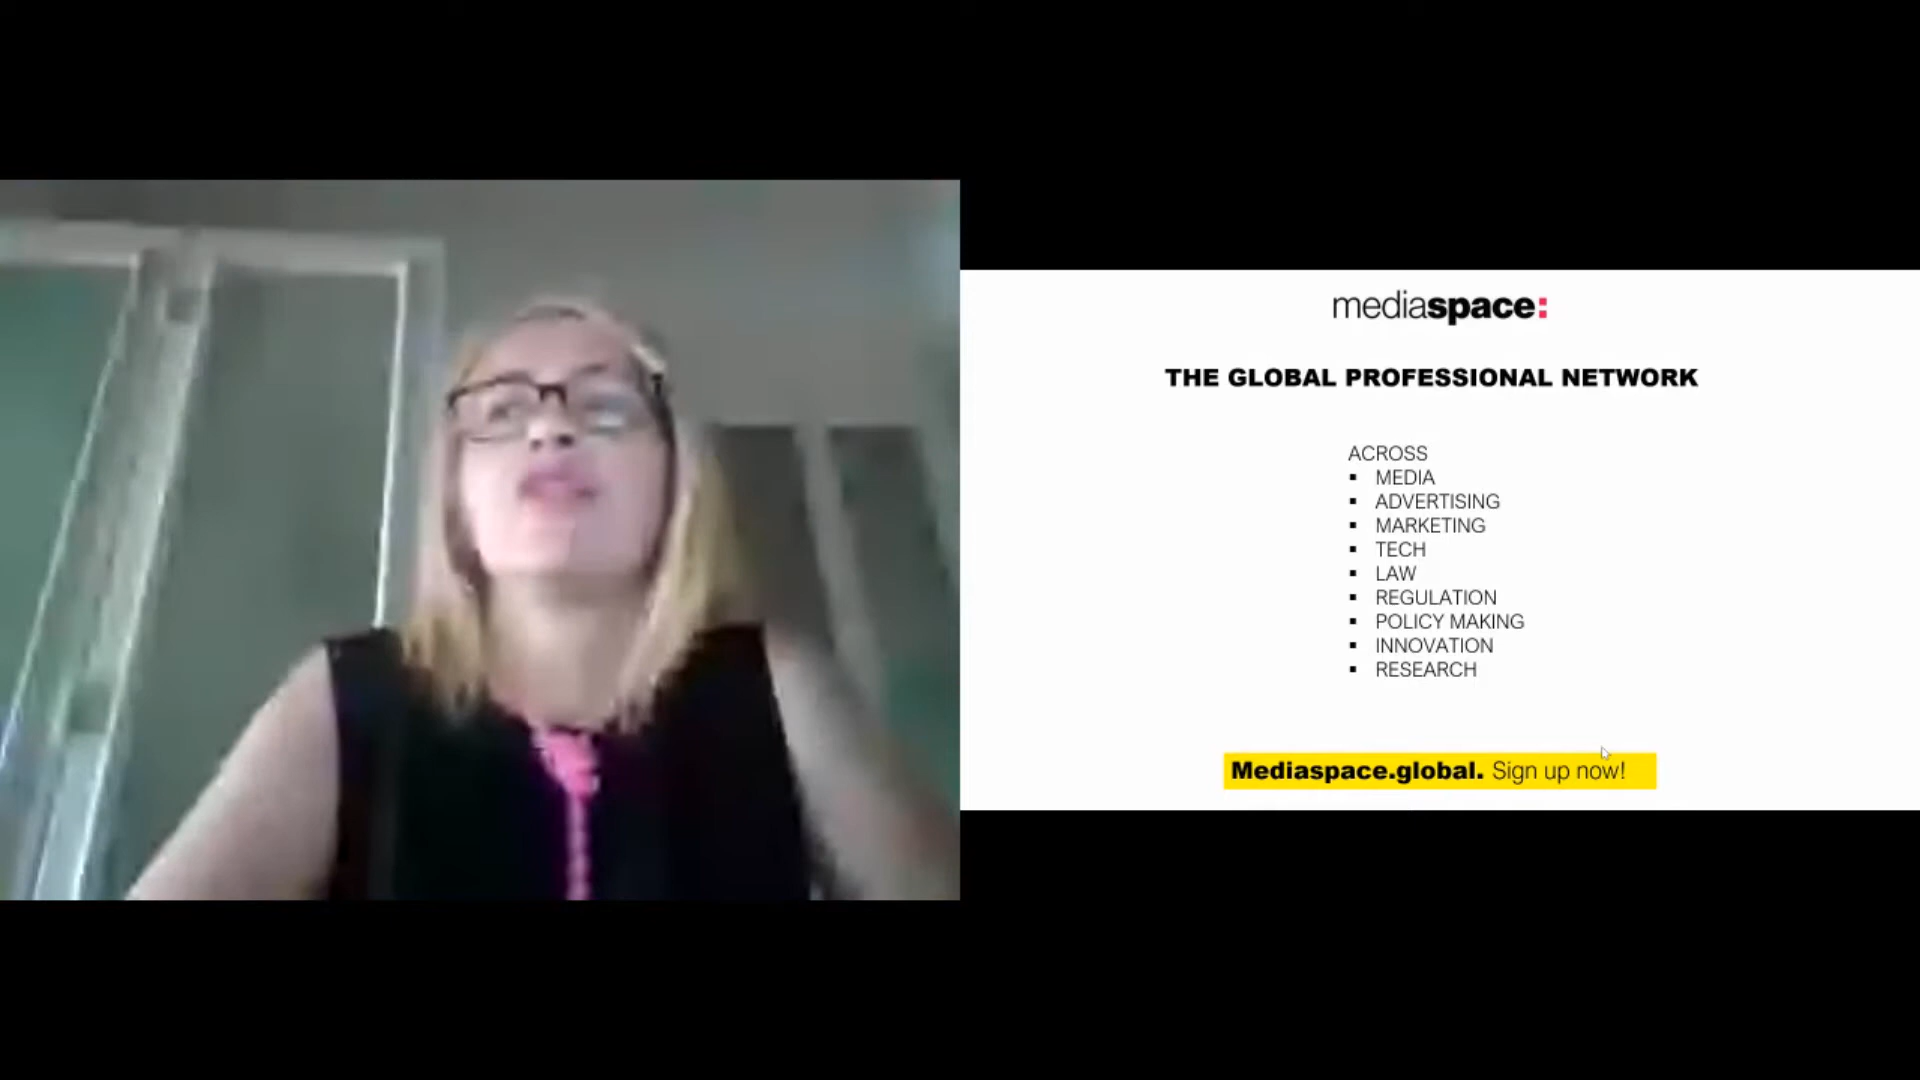 mediaspace:
THE GLOBAL PROFESSIONAL NETWORK
ACROSS
▪ MEDIA
▪ ADVERTISING
▪ MARKETING
▪ TECH
▪ LAW
▪ REGULATION
▪ POLICY MAKING
▪ INNOVATION
▪ RESEARCH
Mediaspace.global. Sign up now!